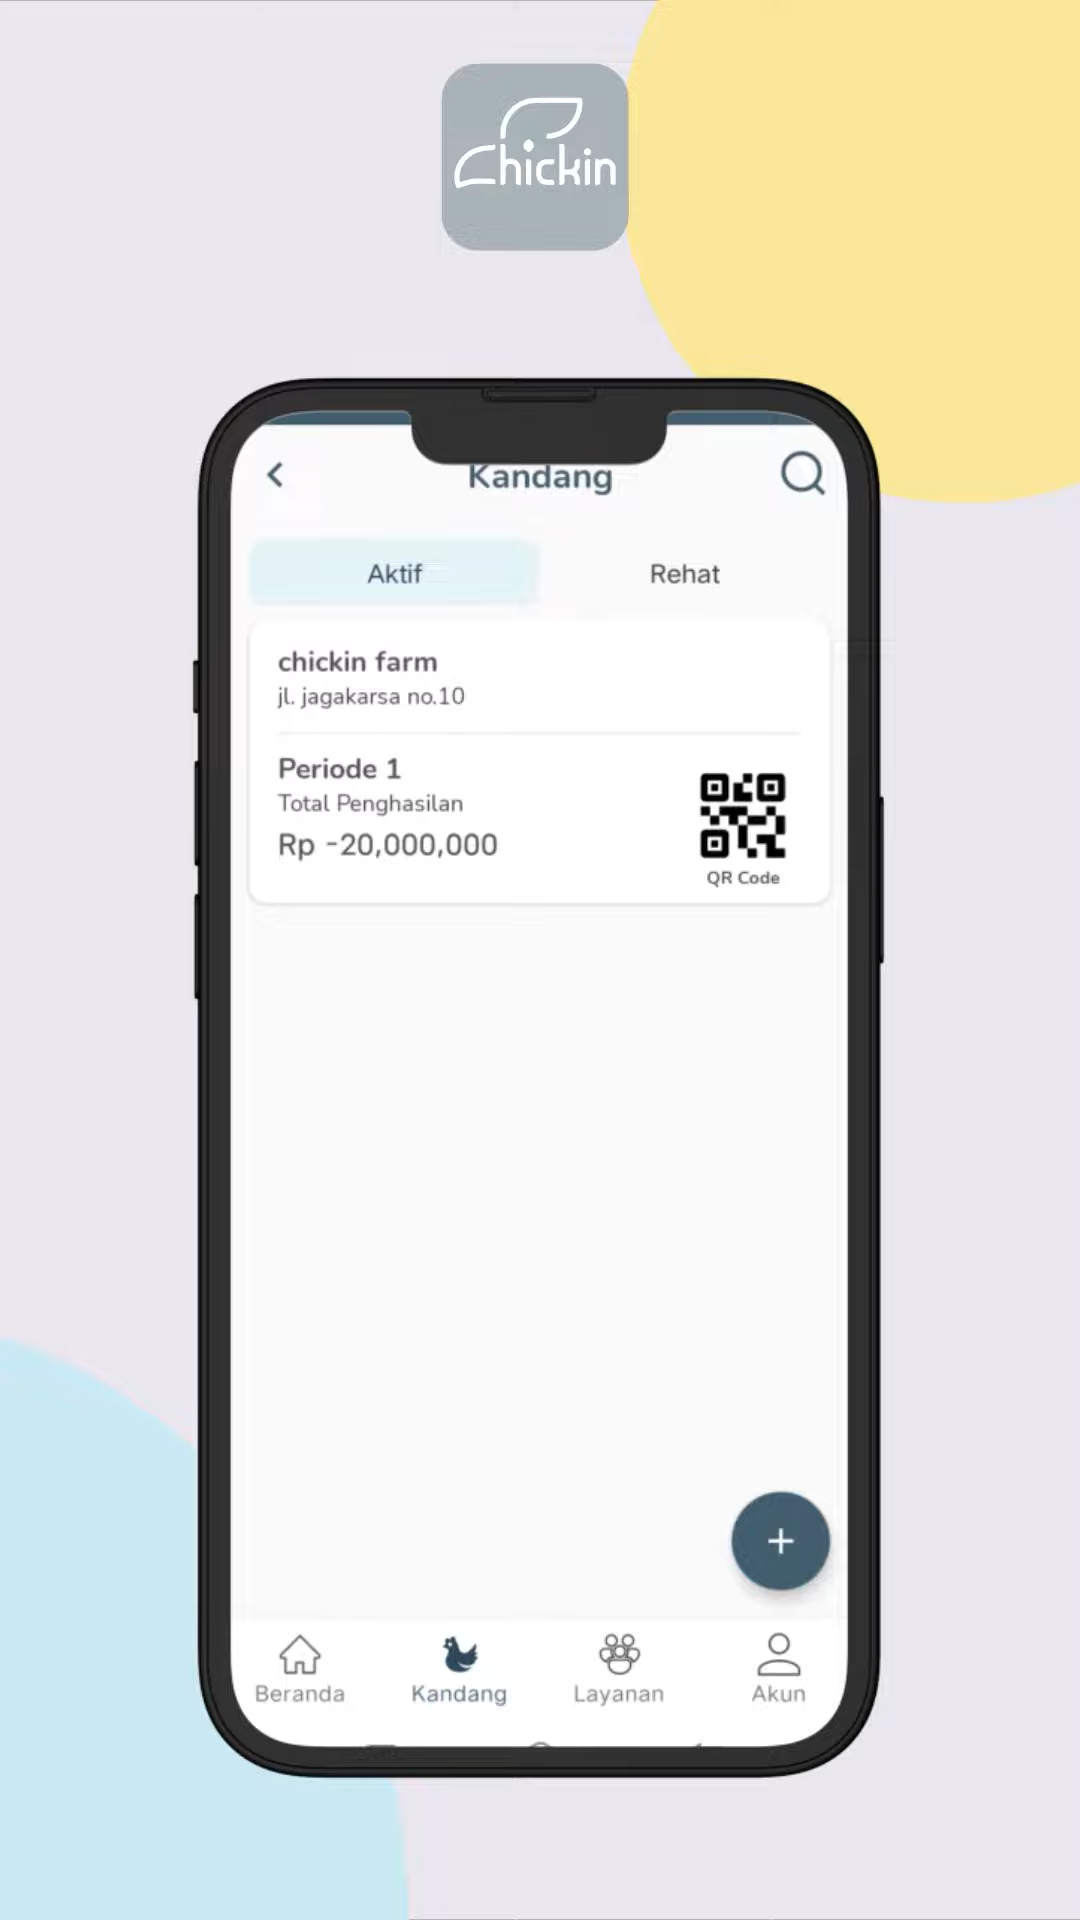 Chickin
Kandang
Aktif
Rehat
chickin farm
jl. jagakarsa no.10
Periode 1
Total Penghasilan
Rp -20,000,000
QR Code
+
Beranda
Kandang
Layanan
Akun